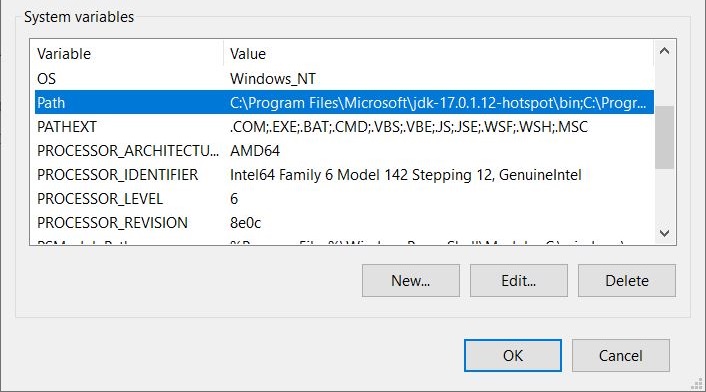 System variables
Variable Value
OS Windows_NT
Path C:\Program Files\Microsoft\jdk-17.0.1.12-hotspot\bin;C:\Progr...
PATHEXT .COM;.EXE;.BAT;.CMD;.VBS;.VBE;.JS;.JSE;.WSF;.WSH;.MSC
PROCESSOR_ARCHITECTU... AMD64
PROCESSOR_IDENTIFIER Intel64 Family 6 Model 142 Stepping 12, GenuineIntel
PROCESSOR_LEVEL 6
PROCESSOR_REVISION 8e0c
New... Edit... Delete
OK Cancel